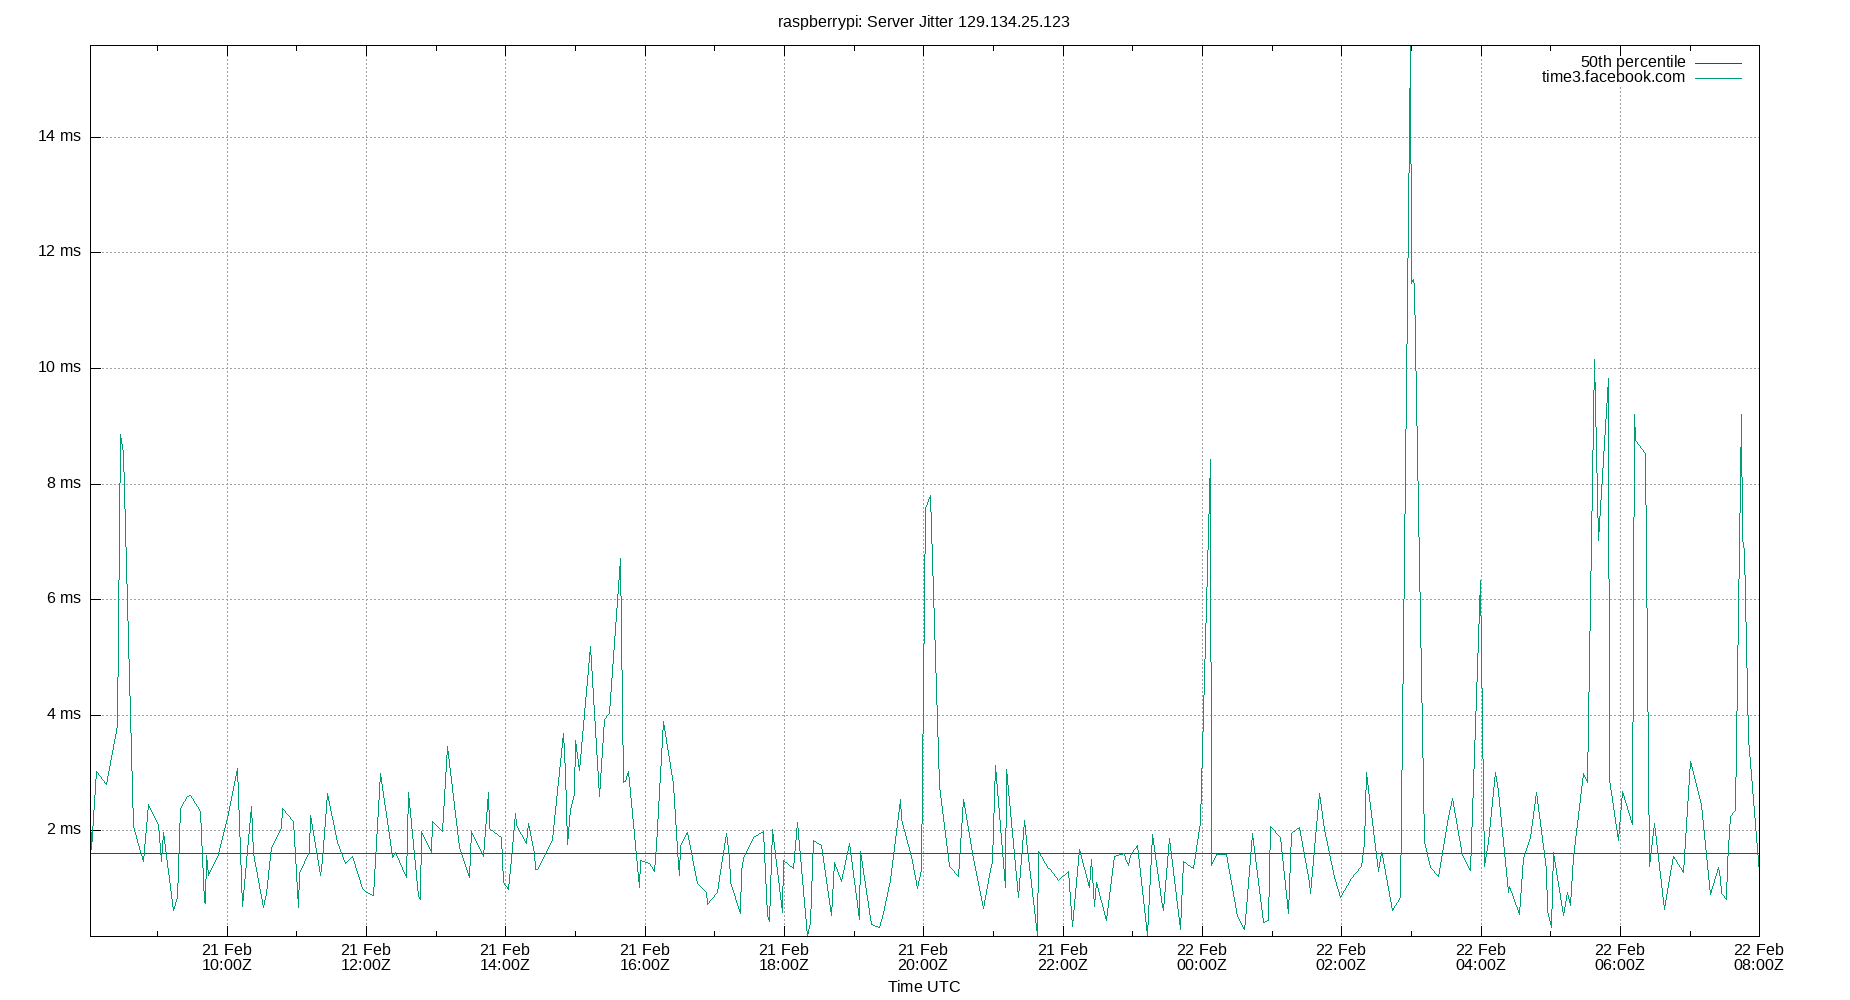 raspberrypi: Server Jitter 129.134.25.123
50th percentile
time3.facebook.com
14 ms
12 ms
10 ms
8 ms
6 ms
4 ms
2 ms
21 Feb 21 Feb 21 Feb 21 Feb 21 Feb 21 Feb 21 Feb 22 Feb 22 Feb 22 Feb 22 Feb 22 Feb
10:00Z 12:00Z 14:00Z 16:00Z 18:00Z 20:00Z 22:00Z 00:00Z 02:00Z 04:00Z 06:00Z 08:00Z
Time UTC